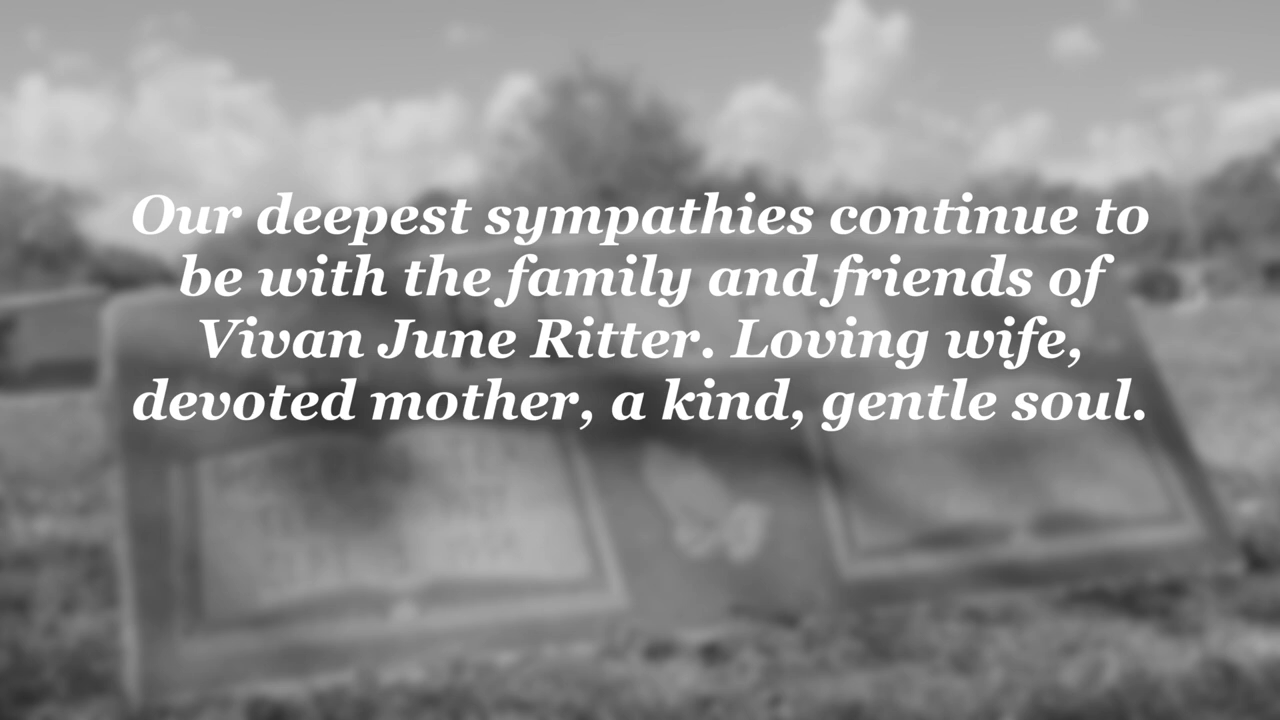 Our deepest sympathies continue to
be with the family and friends of
Vivan June Ritter. Loving wife,
devoted mother, a kind, gentle soul.